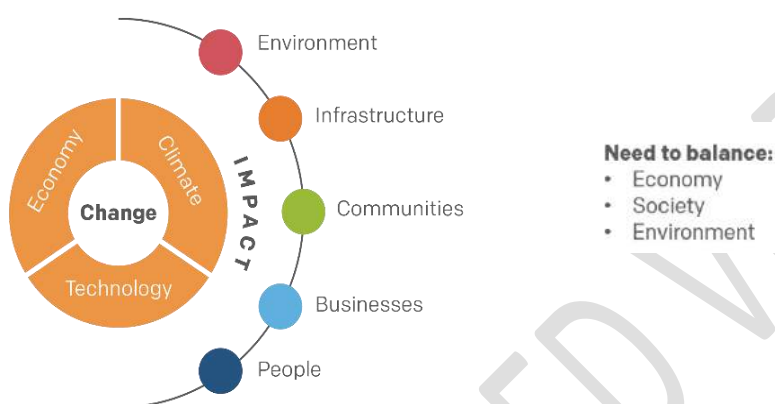 Environment
Infrastructure
Communities
Businesses
People
IMPACT
Economy
Climate
Technology
Change
Need to balance:
• Economy
• Society
• Environment